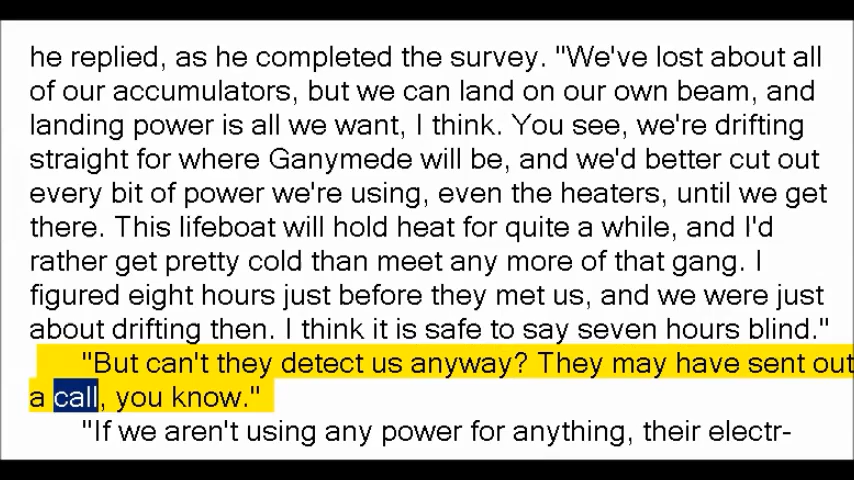 he replied, as he completed the survey. "We've lost about all
of our accumulators, but we can land on our own beam, and
landing power is all we want, I think. You see, we're drifting
straight for where Ganymede will be, and we'd better cut out
every bit of power we're using, even the heaters, until we get
there. This lifeboat will hold heat for quite a while, and I'd
rather get pretty cold than meet any more of that gang. I
figured eight hours just before they met us, and we were just
about drifting then. I think it is safe to say seven hours blind."
"But can't they detect us anyway? They may have sent out
a call, you know."
"If we aren't using any power for anything, their electr-